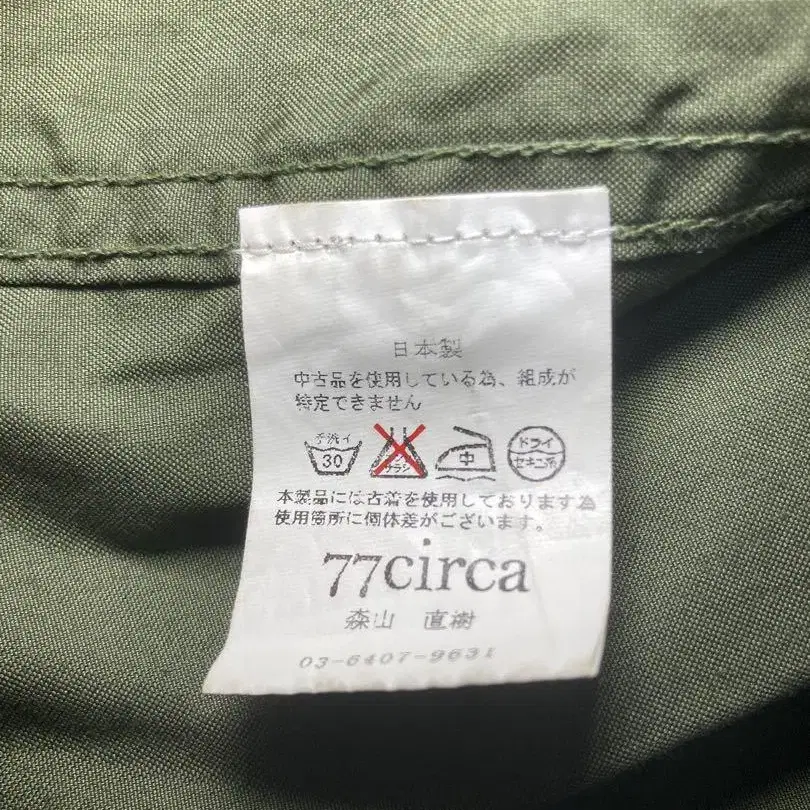 日本製
中古品を使用している為、組成が
特定できません
手洗イ
30
サラシ
中
ドライ
セキユ系
本製品には古着を使用しております為
使用箇所に個体差がございます。
77circa
森山 直樹
03-6407-9631